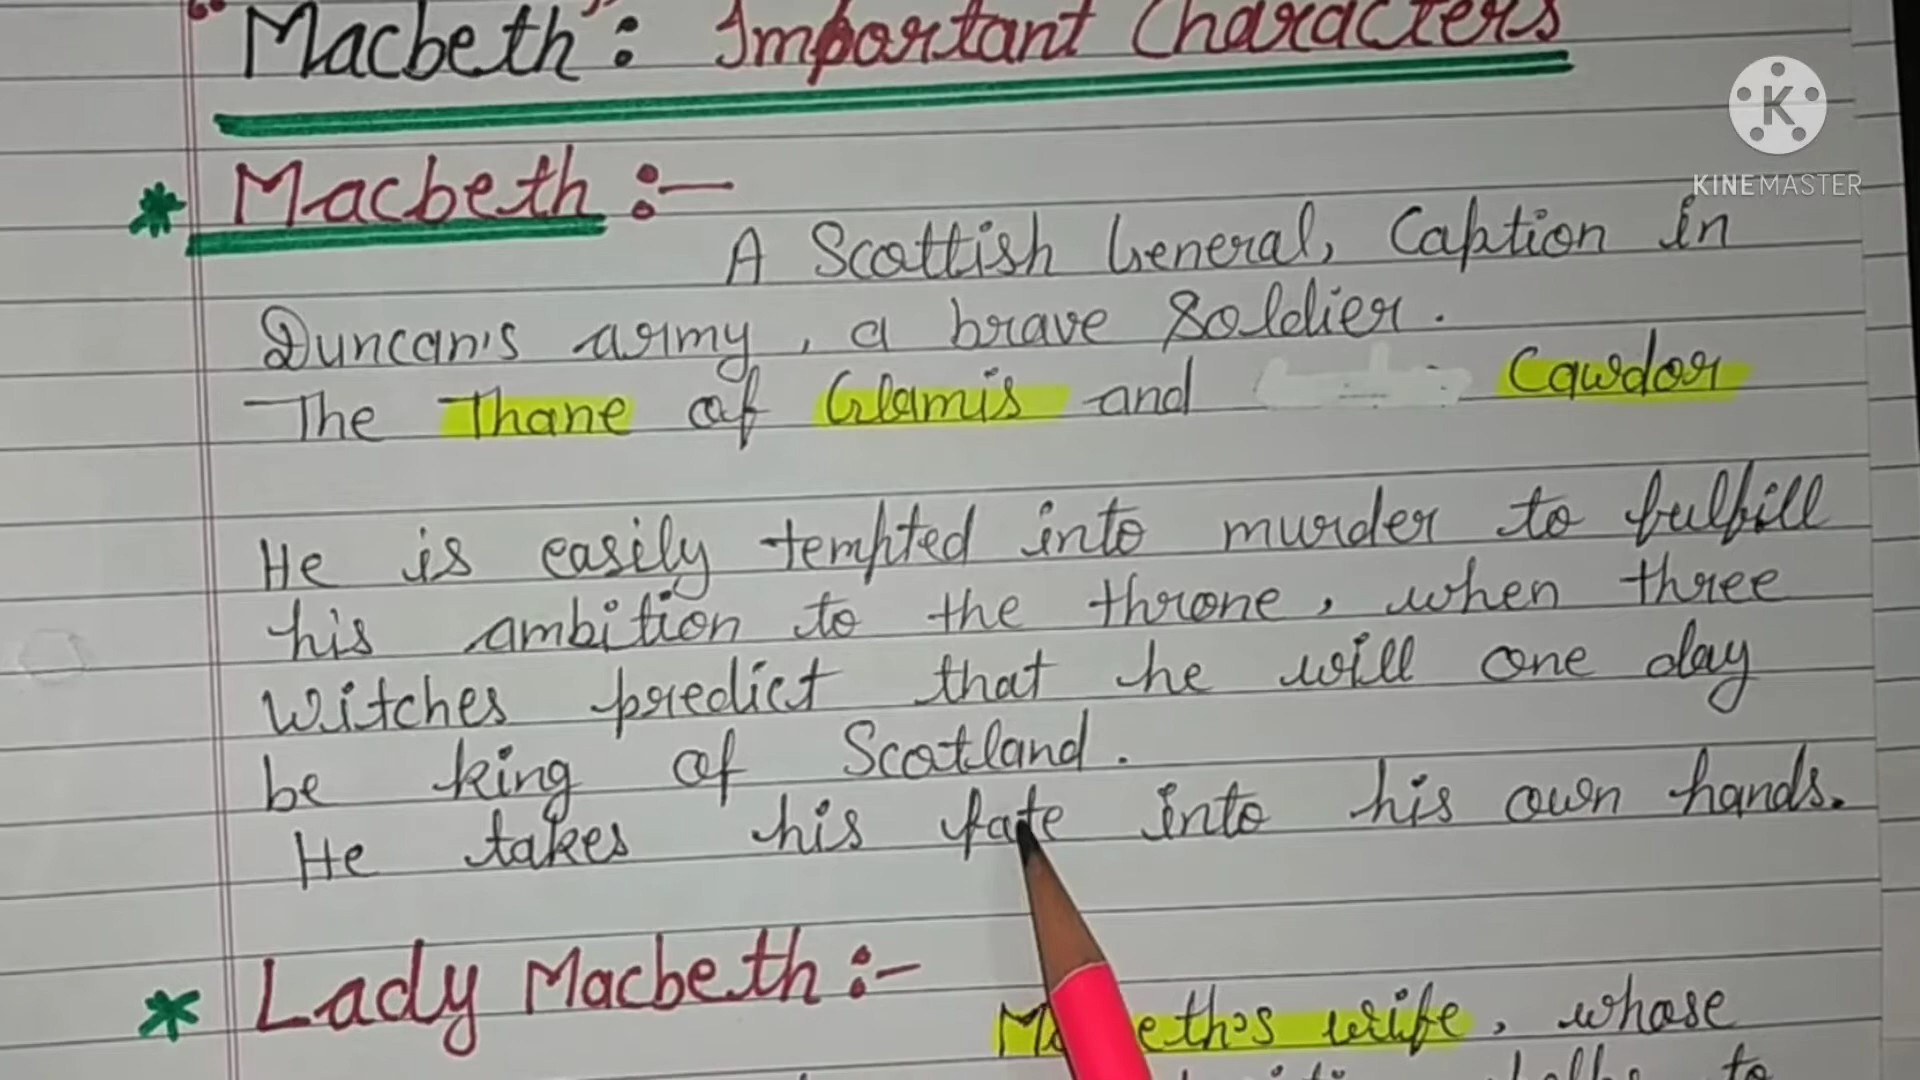 Macbeth": Important Characters
KINEMASTER
* Macbeth :-
A Scottish General, Caption in
Duncan's army, a brave soldier.
The Thane of Glamis and Cawdor
He is easily tempted into murder to fulfill
his ambition to the throne, when three
witches predict that he will one day
be king of Scotland.
He takes his fate into his own hands.
* Lady Macbeth :-
Macbeth's wife, whose
to